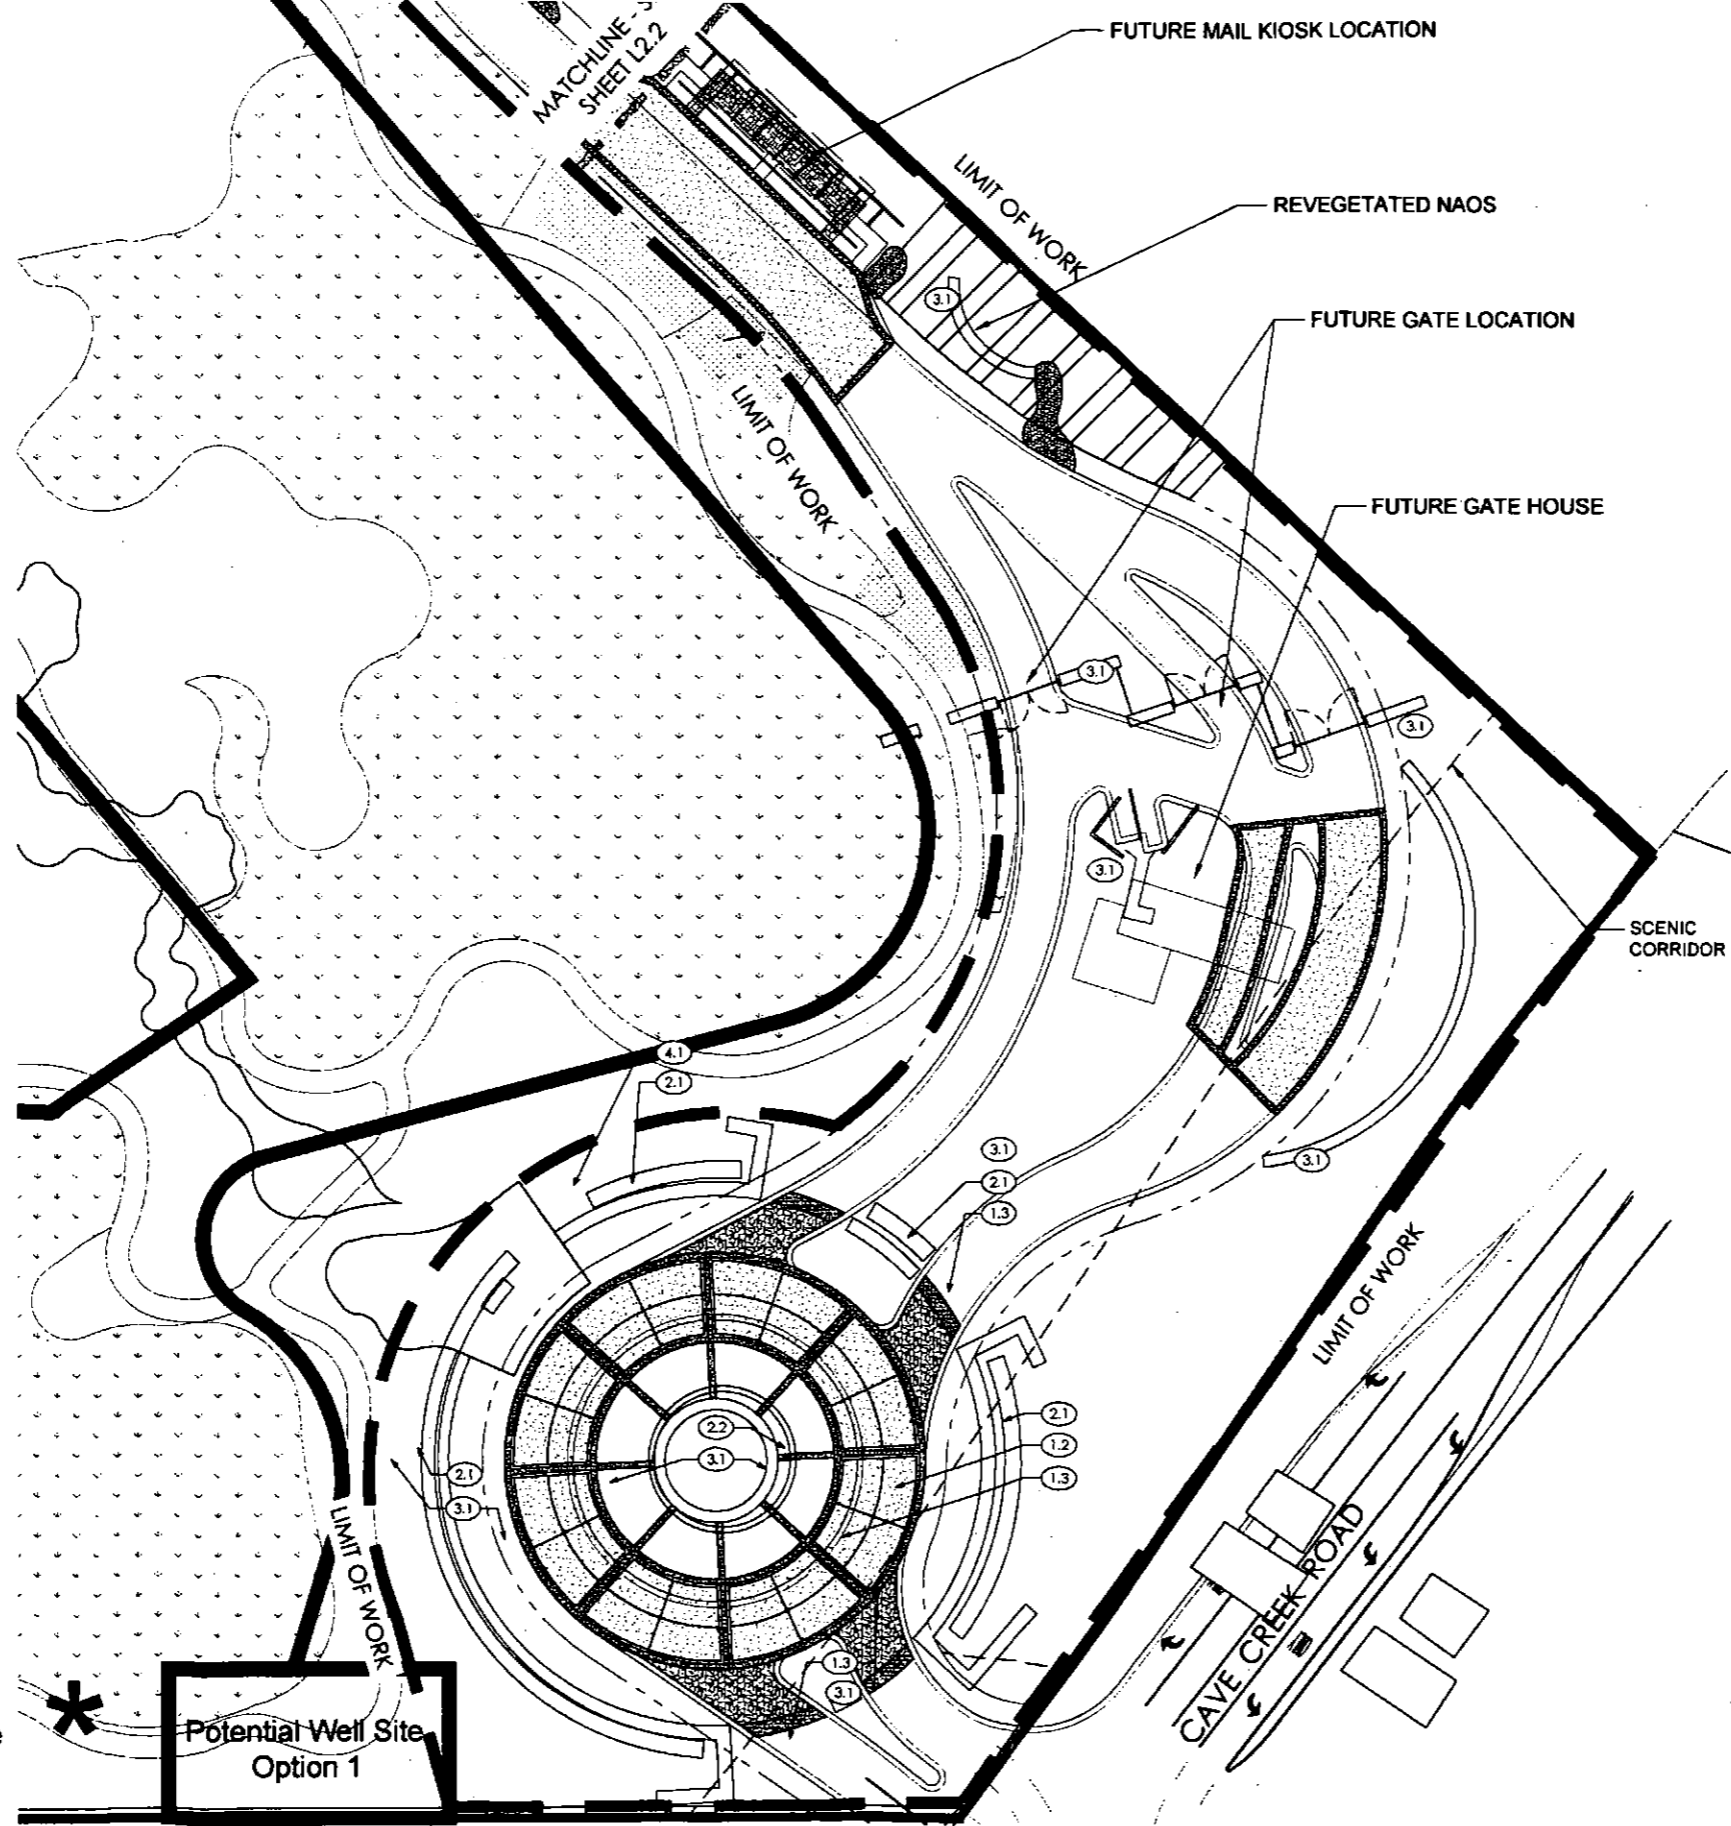 FUTURE MAIL KIOSK LOCATION
MATCHLINE -
SHEET L2.2
LIMIT OF WORK
REVEGETATED NAOS
3.1
FUTURE GATE LOCATION
LIMIT OF WORK
FUTURE GATE HOUSE
3.1
3.1
3.1
SCENIC
CORRIDOR
4.1
2.1
3.1
2.1
1.3
3.1
LIMIT OF WORK
2.1
2.2
1.2
3.1
2.1
1.3
3.1
LIMIT OF WORK
CAVE CREEK ROAD
1.3
3.1
*
Potential Well Site
Option 1